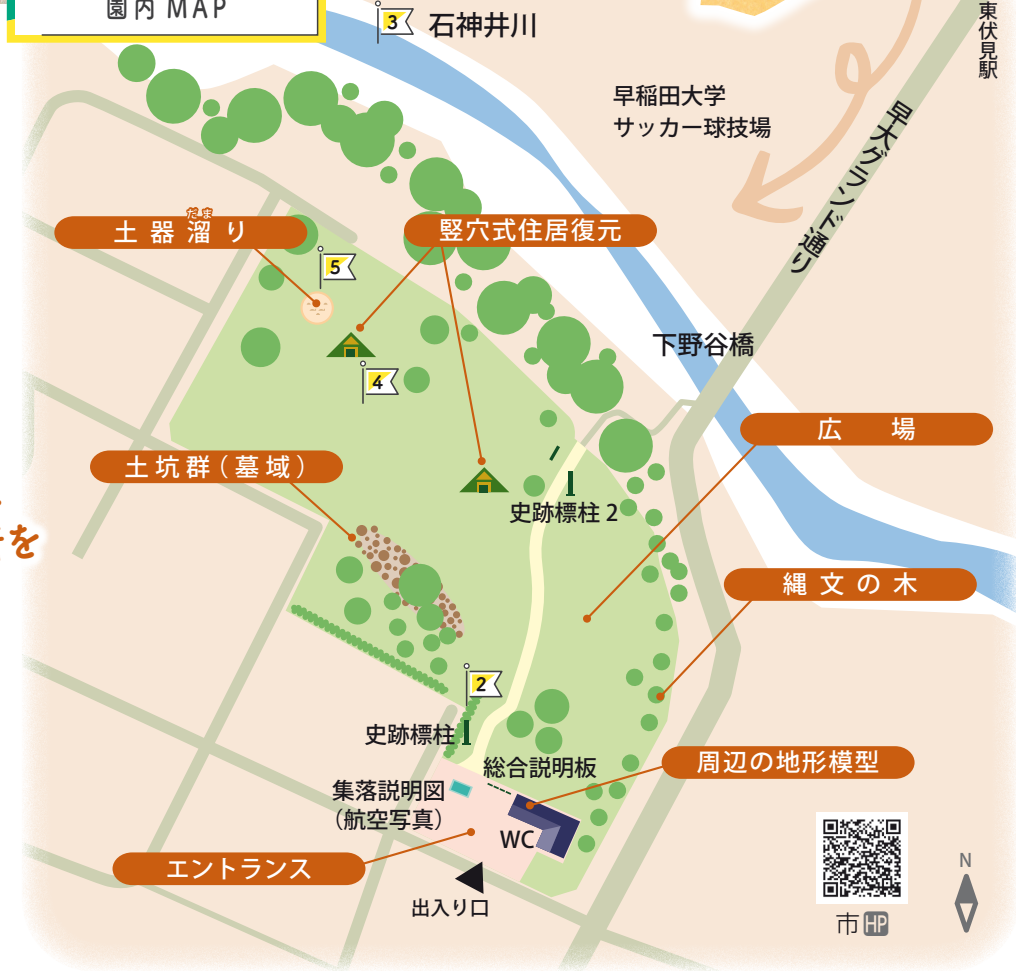 園内 MAP
3
石神井川
東伏見駅
早稲田大学
サッカー球技場
早大グランド通り
だま
土器溜り
竪穴式住居復元
5
4
下野谷橋
広場
土坑群（墓域）
史跡標柱 2
を
縄文の木
2
史跡標柱
総合説明板
周辺の地形模型
集落説明図
（航空写真）
WC
エントランス
出入り口
N
市HP